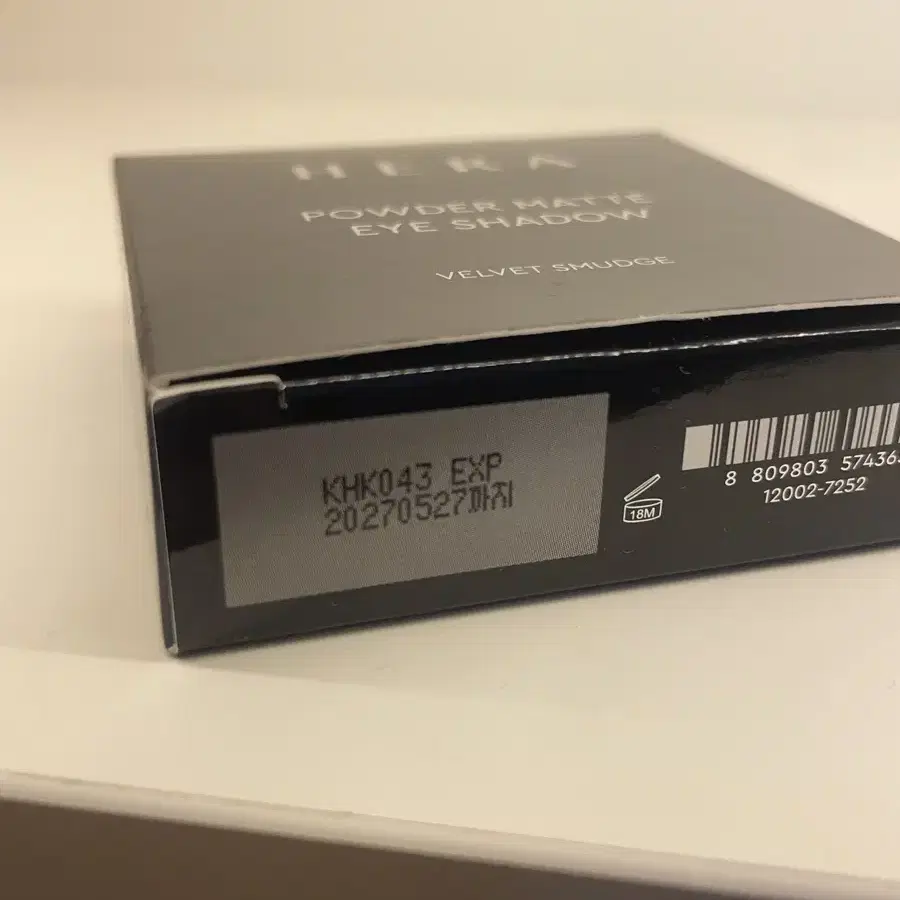 HERA
POWDER MATTE
EYE SHADOW
VELVET SMUDGE
KHK043 EXP
20270527까지
18M
8 809803 574363
12002-7252